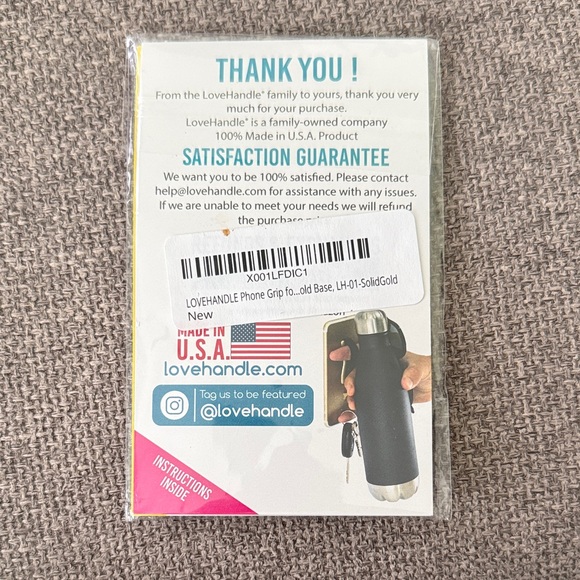 THANK YOU !
From the LoveHandle® family to yours, thank you very
much for your purchase.
LoveHandle® is a family-owned company
100% Made in U.S.A. Product
SATISFACTION GUARANTEE
We want you to be 100% satisfied. Please contact
help@lovehandle.com for assistance with any issues.
If we are unable to meet your needs we will refund
the purchase
X001LFDIC1
LOVEHANDLE Phone Grip fo...old Base, LH-01-SolidGold
New
MADE IN
U.S.A.
lovehandle.com
Tag us to be featured
@lovehandle
INSTRUCTIONS
INSIDE